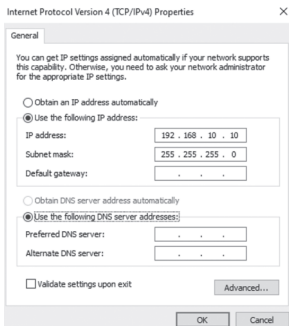 Internet Protocol Version 4 (TCP/IPv4) Properties
General
You can get IP settings assigned automatically if your network supports
this capability. Otherwise, you need to ask your network administrator
for the appropriate IP settings.
Obtain an IP address automatically
Use the following IP address:
IP address: 192 . 168 . 10 . 10
Subnet mask: 255 . 255 . 255 . 0
Default gateway: . . .
Obtain DNS server address automatically
Use the following DNS server addresses:
Preferred DNS server: . . .
Alternate DNS server: . . .
Validate settings upon exit
Advanced...
OK Cancel